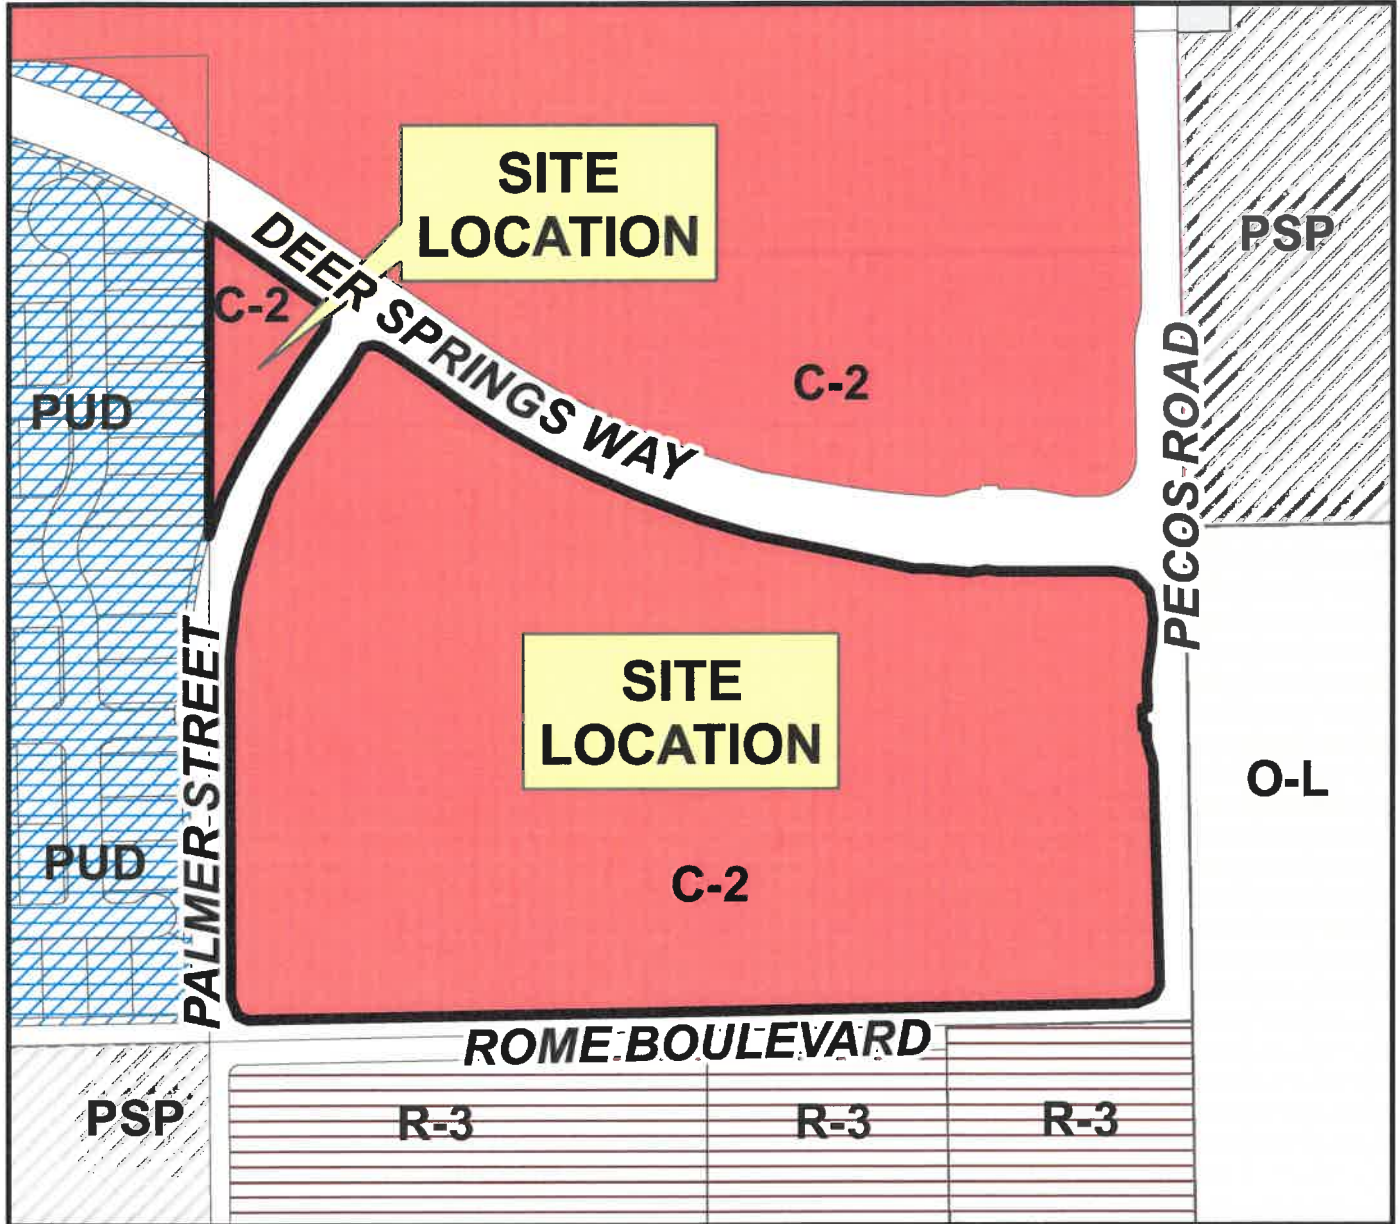 SITE
LOCATION
DEER SPRINGS WAY
PSP
C-2
C-2
PUD
PECOS ROAD
SITE
LOCATION
PALMER STREET
O-L
PUD
C-2
ROME BOULEVARD
PSP
R-3
R-3
R-3